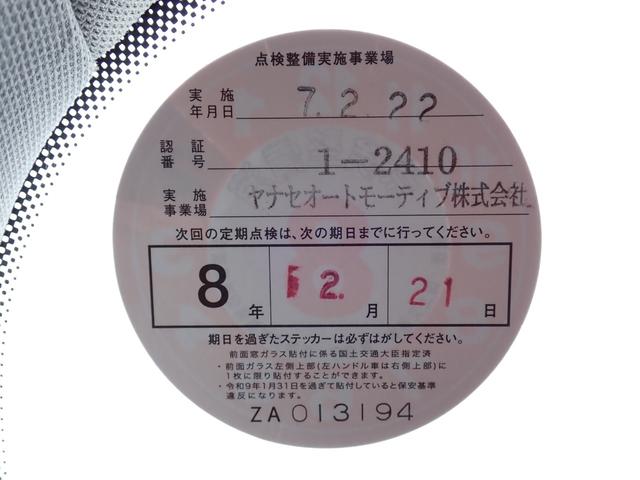 点検整備実施事業場
実施年月日 7.2.22
認証番号 1-2410
実施事業場 ヤナセオートモーティブ株式会社
次回の定期点検は、次の期日までに行ってください。
8年 2.月 21日
期日を過ぎたステッカーは必ずはがしてください。
前面窓ガラス貼付に係る国土交通大臣指定済
・前面ガラス左側上部(左ハンドル車は右側上部)に
1枚に限り貼付することができます。
・令和9年1月31日を過ぎて貼付していると保安基準
違反になります。
ZA013194